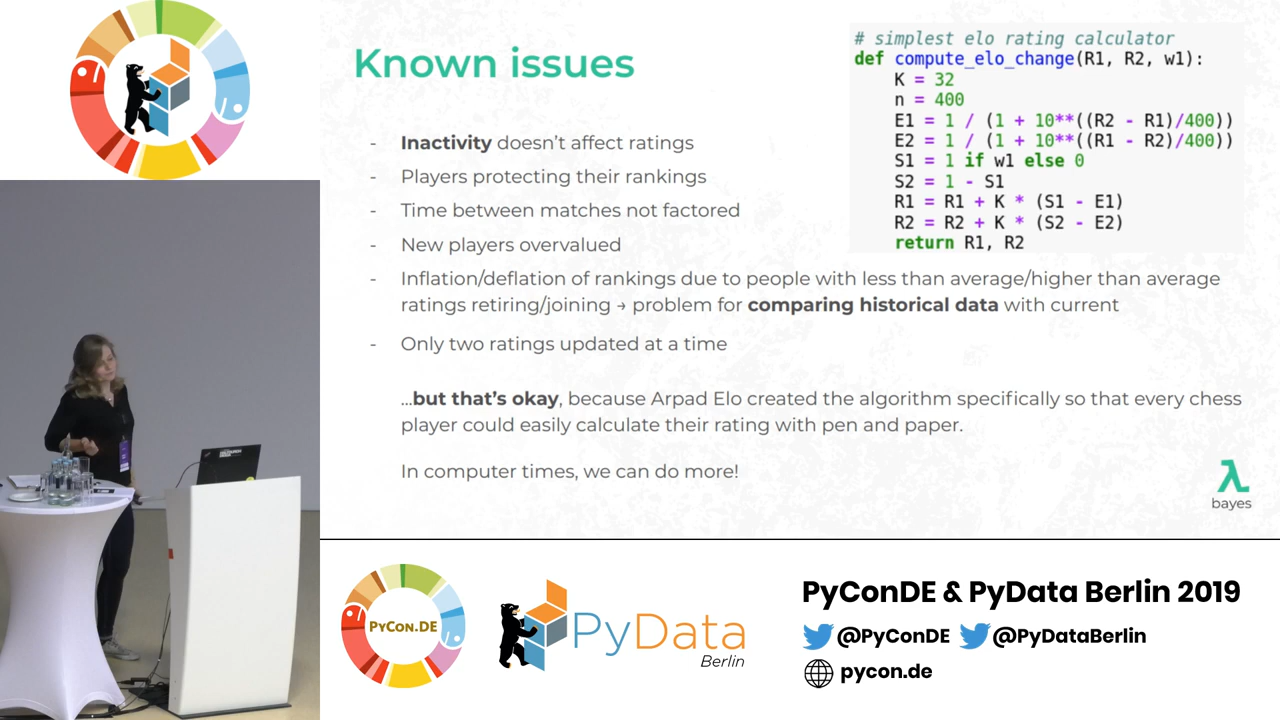 Known issues
# simplest elo rating calculator
def compute_elo_change(R1, R2, w1):
    K = 32
    n = 400
    E1 = 1 / (1 + 10**((R2 - R1)/400))
    E2 = 1 / (1 + 10**((R1 - R2)/400))
    S1 = 1 if w1 else 0
    S2 = 1 - S1
    R1 = R1 + K * (S1 - E1)
    R2 = R2 + K * (S2 - E2)
    return R1, R2
- Inactivity doesn’t affect ratings
- Players protecting their rankings
- Time between matches not factored
- New players overvalued
- Inflation/deflation of rankings due to people with less than average/higher than average
ratings retiring/joining → problem for comparing historical data with current
- Only two ratings updated at a time
...but that’s okay, because Arpad Elo created the algorithm specifically so that every chess
player could easily calculate their rating with pen and paper.
In computer times, we can do more!
bayes
PYCON.DE
PyData
Berlin
PyConDE & PyData Berlin 2019
@PyConDE @PyDataBerlin
pycon.de